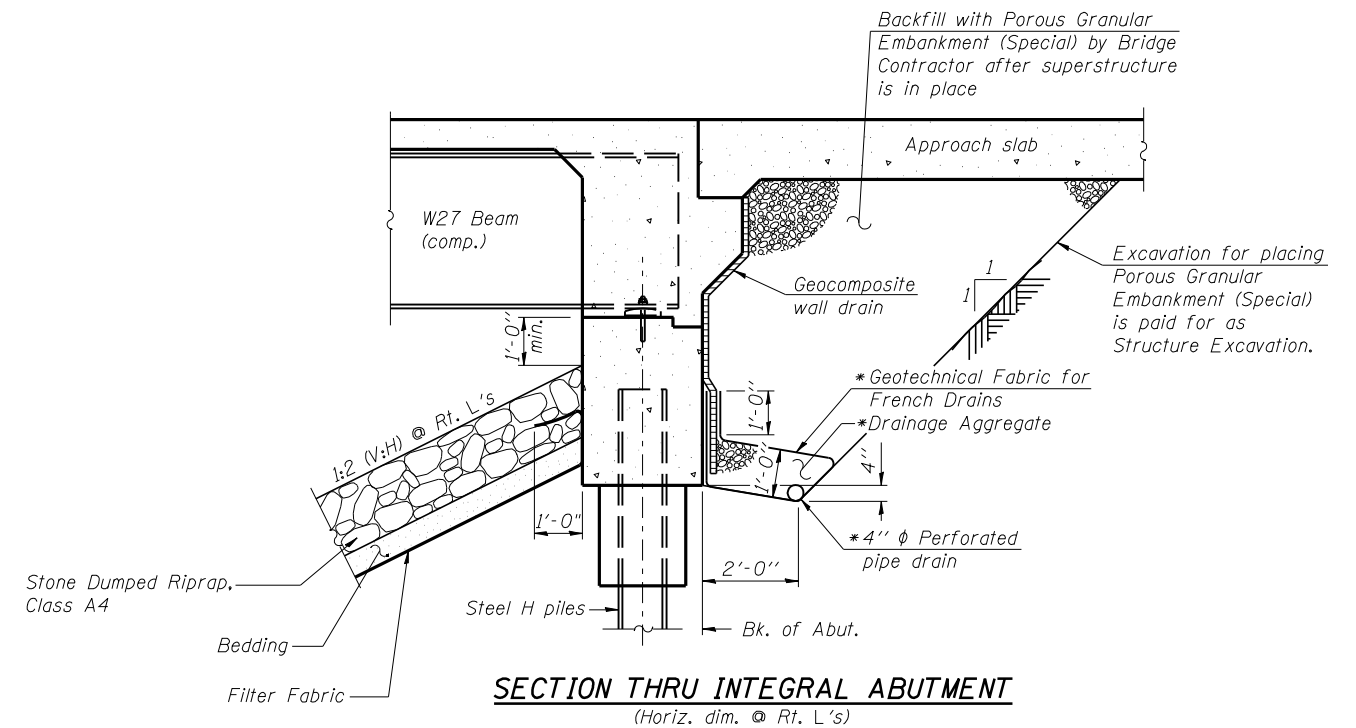 Backfill with Porous Granular
Embankment (Special) by Bridge
Contractor after superstructure
is in place
Approach slab
W27 Beam
(comp.)
Geocomposite
wall drain
1
1
Excavation for placing
Porous Granular
Embankment (Special)
is paid for as
Structure Excavation.
1'-0" min.
1:2 (V:H) @ Rt. L's
*Geotechnical Fabric for
French Drains
*Drainage Aggregate
1'-0"
1'-0"
4"
1'-0"
*4" ϕ Perforated
pipe drain
2'-0"
Stone Dumped Riprap,
Class A4
Steel H piles
Bk. of Abut.
Bedding
Filter Fabric
SECTION THRU INTEGRAL ABUTMENT
(Horiz. dim. @ Rt. L's)